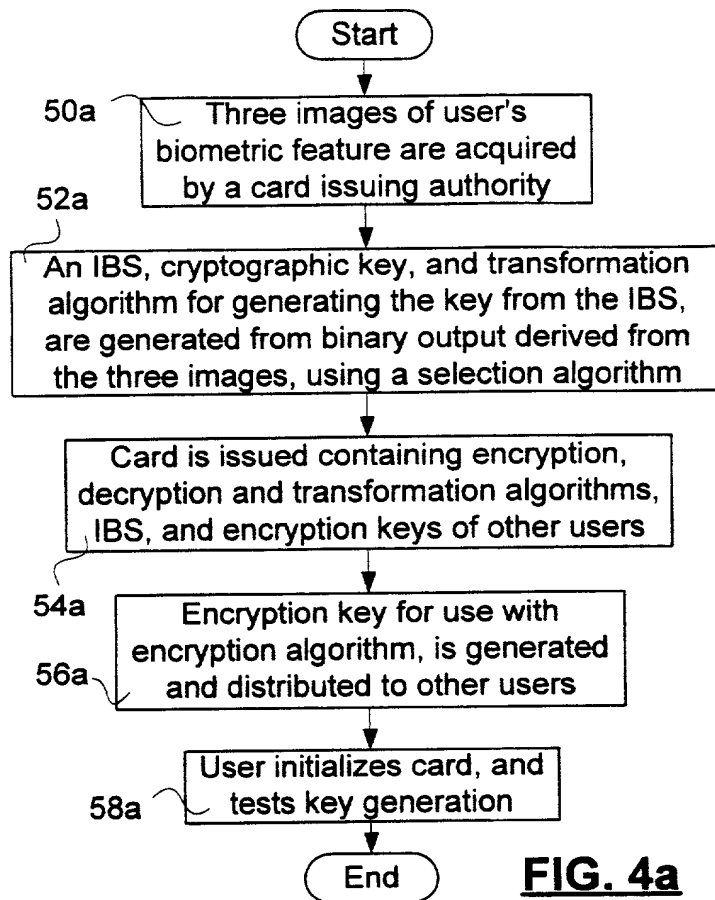 Start
50a
Three images of user's
biometric feature are acquired
by a card issuing authority
52a
An IBS, cryptographic key, and transformation
algorithm for generating the key from the IBS,
are generated from binary output derived from
the three images, using a selection algorithm
Card is issued containing encryption,
decryption and transformation algorithms,
IBS, and encryption keys of other users
54a
Encryption key for use with
encryption algorithm, is generated
and distributed to other users
56a
User initializes card, and
tests key generation
58a
End
FIG. 4a